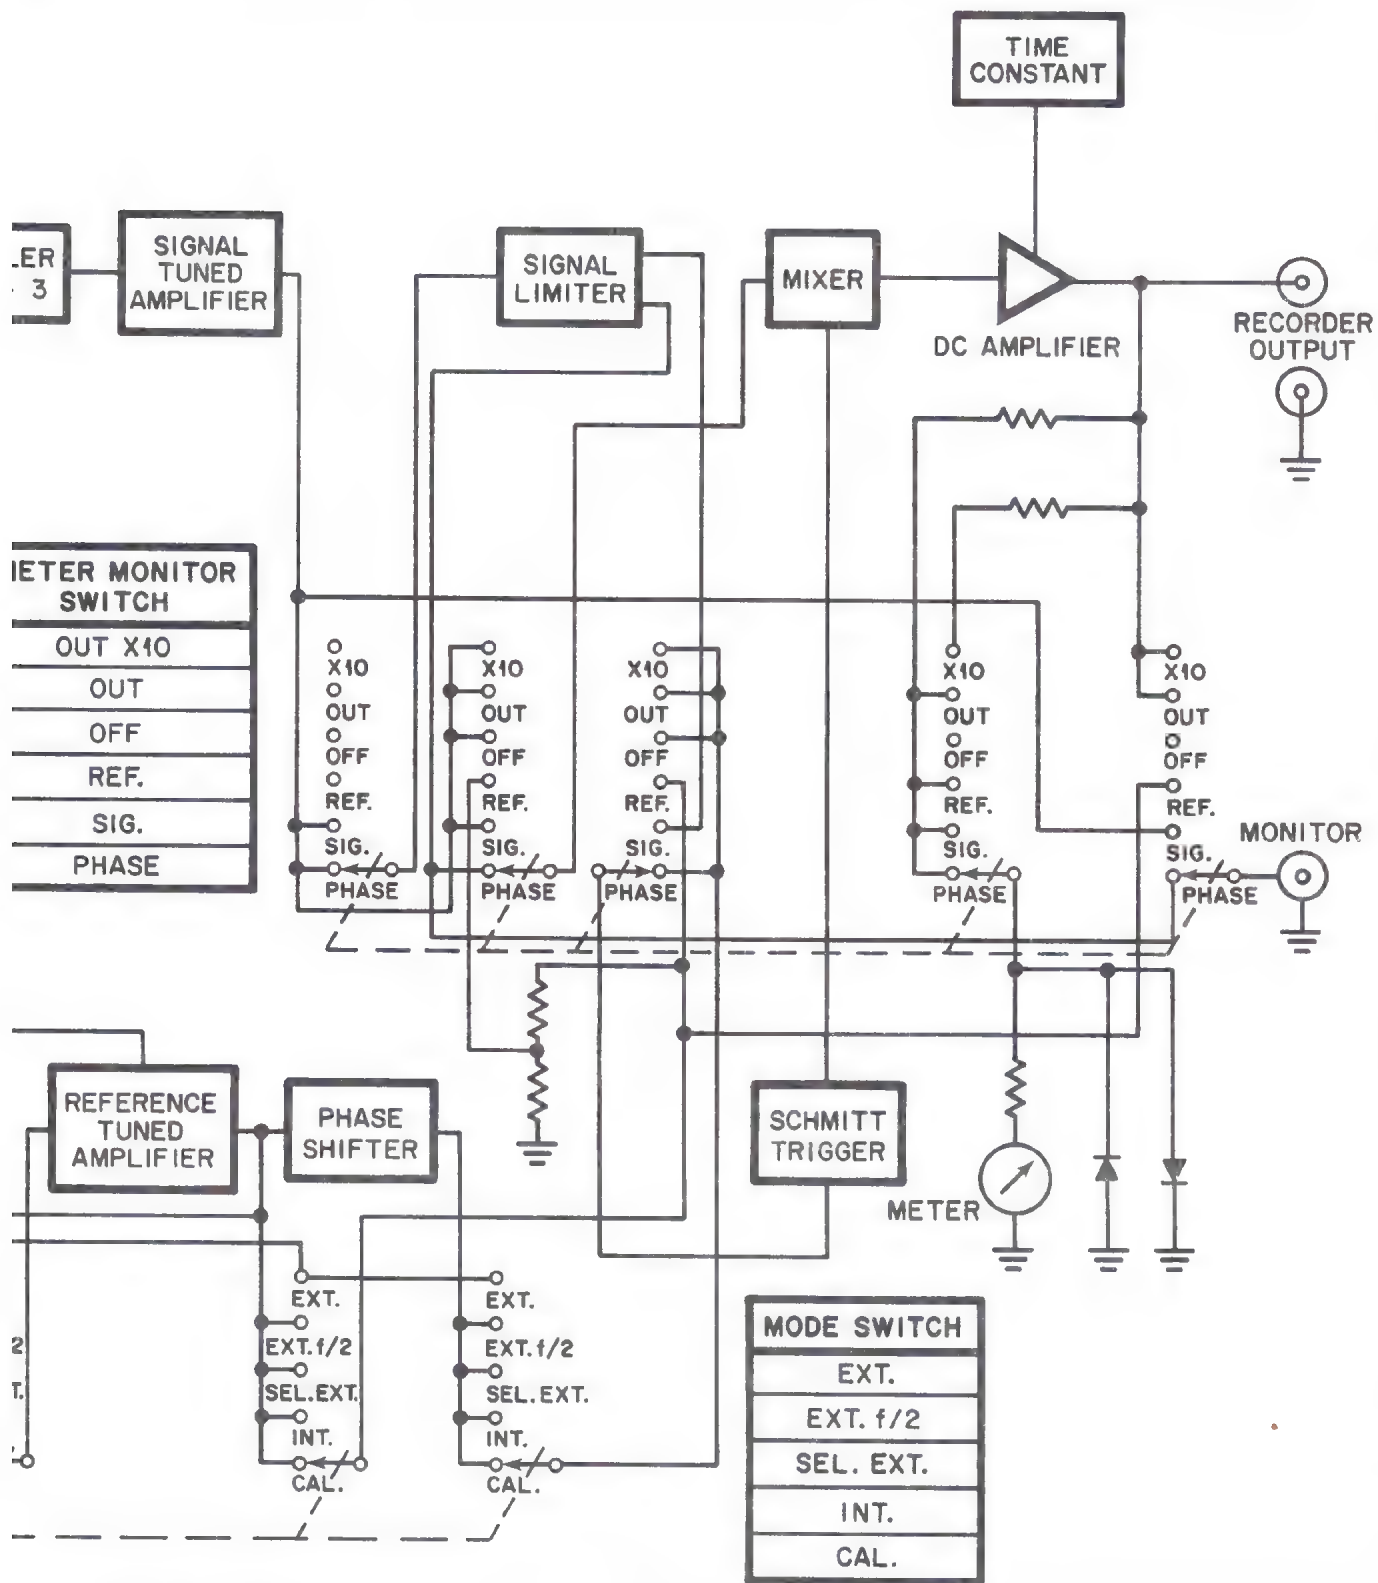 TIME
CONSTANT
LER
- 3
SIGNAL
TUNED
AMPLIFIER
SIGNAL
LIMITER
MIXER
DC AMPLIFIER
RECORDER
OUTPUT
METER MONITOR
SWITCH
OUT X10
OUT
OFF
REF.
SIG.
PHASE
X10
OUT
OFF
REF.
SIG.
PHASE
X10
OUT
OFF
REF.
SIG.
PHASE
X10
OUT
OFF
REF.
SIG.
PHASE
X10
OUT
OFF
REF.
SIG.
PHASE
X10
OUT
OFF
REF.
SIG.
PHASE
MONITOR
REFERENCE
TUNED
AMPLIFIER
PHASE
SHIFTER
SCHMITT
TRIGGER
METER
2
T.
EXT.
EXT. f/2
SEL. EXT.
INT.
CAL.
EXT.
EXT. f/2
SEL. EXT.
INT.
CAL.
MODE SWITCH
EXT.
EXT. f/2
SEL. EXT.
INT.
CAL.